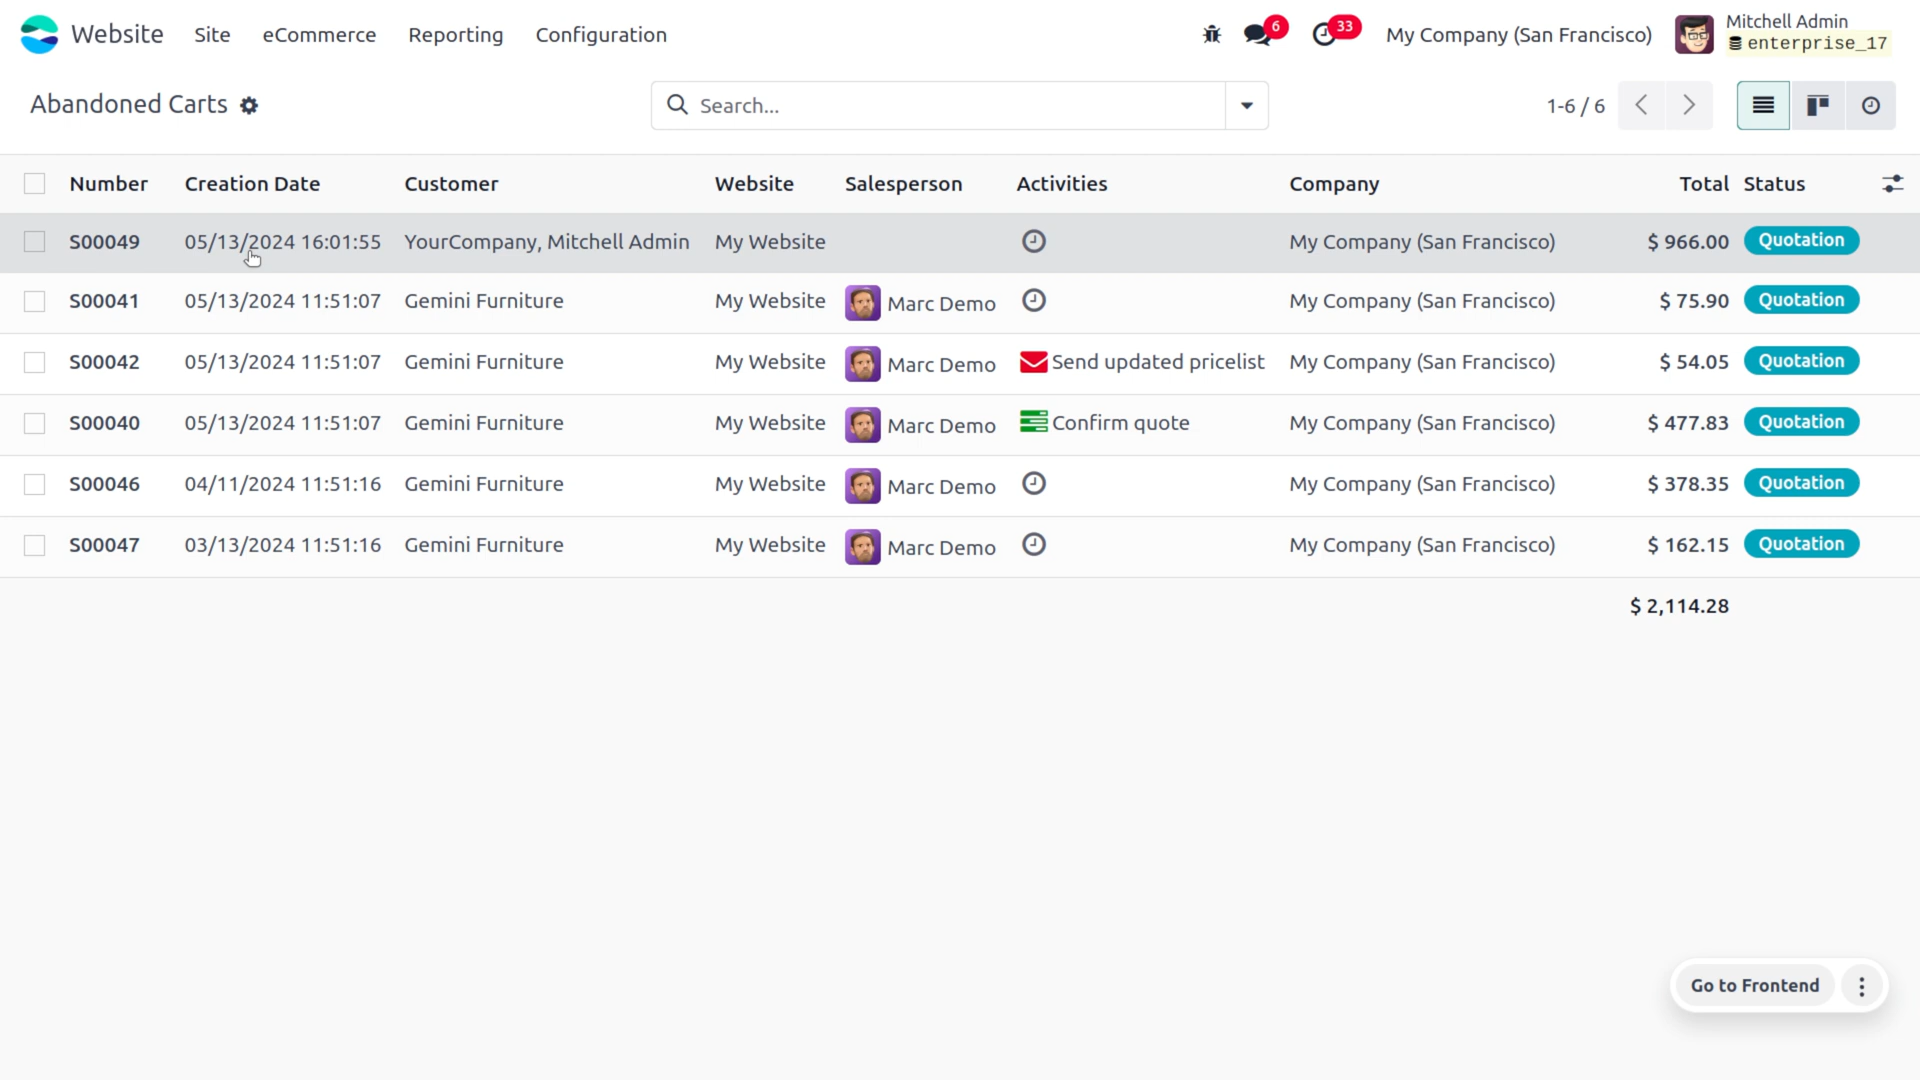 Website Site eCommerce Reporting Configuration 6 33 My Company (San Francisco) Mitchell Admin
enterprise_17
Abandoned Carts Search... 1-6 / 6
Number Creation Date Customer Website Salesperson Activities Company Total Status
S00049 05/13/2024 16:01:55 YourCompany, Mitchell Admin My Website My Company (San Francisco) $ 966.00 Quotation
S00041 05/13/2024 11:51:07 Gemini Furniture My Website Marc Demo My Company (San Francisco) $ 75.90 Quotation
S00042 05/13/2024 11:51:07 Gemini Furniture My Website Marc Demo Send updated pricelist My Company (San Francisco) $ 54.05 Quotation
S00040 05/13/2024 11:51:07 Gemini Furniture My Website Marc Demo Confirm quote My Company (San Francisco) $ 477.83 Quotation
S00046 04/11/2024 11:51:16 Gemini Furniture My Website Marc Demo My Company (San Francisco) $ 378.35 Quotation
S00047 03/13/2024 11:51:16 Gemini Furniture My Website Marc Demo My Company (San Francisco) $ 162.15 Quotation
$ 2,114.28
Go to Frontend